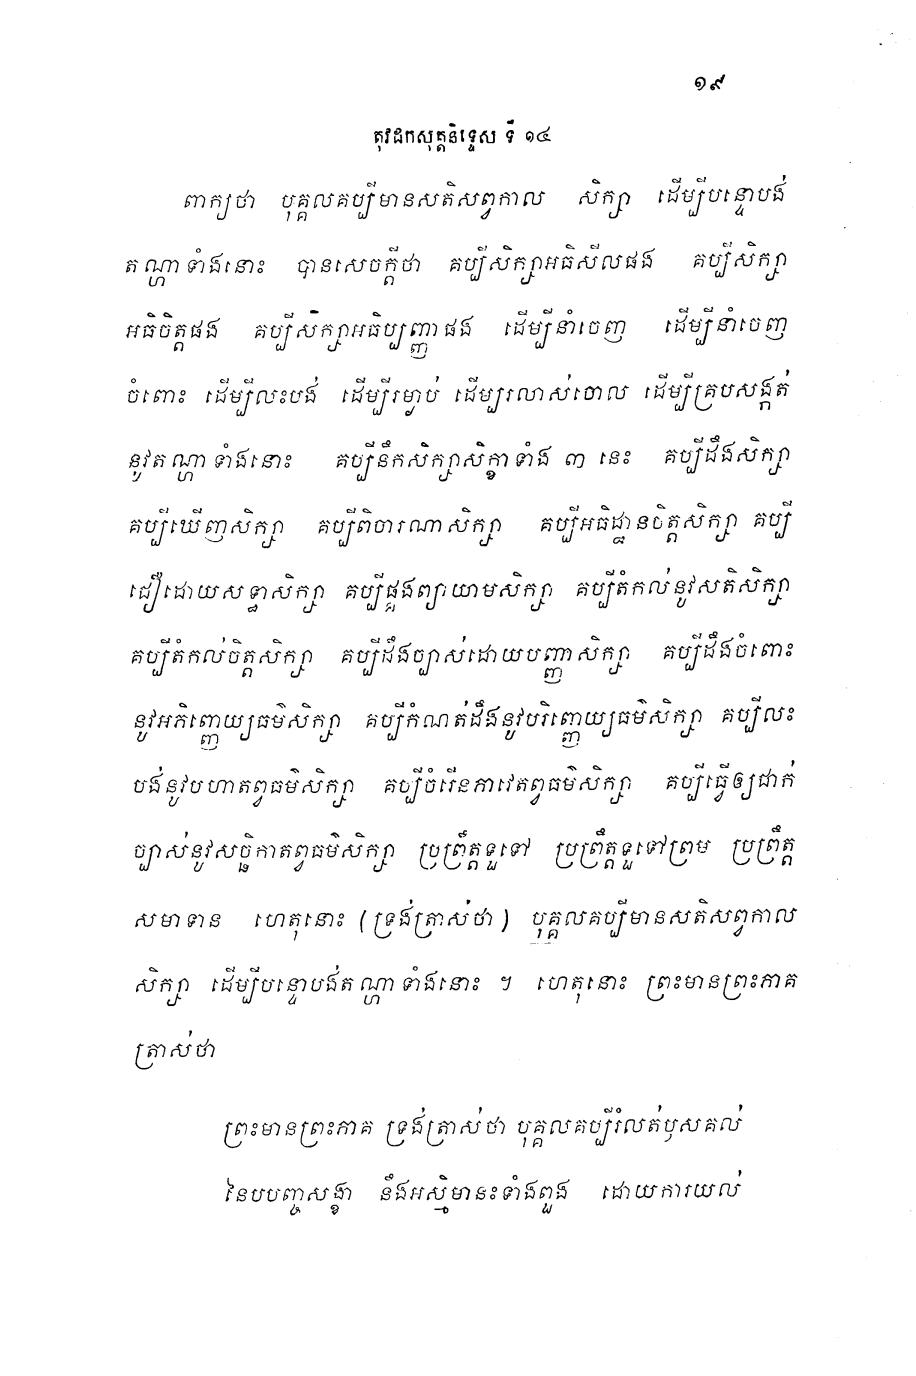 ១៩
តុវដកសុត្តនិទ្ទេស ទី ១៤
ពាក្យថា បុគ្គលគប្បីមានសតិសព្វកាល សិក្សា ដើម្បីបន្ទោបង់
តណ្ហាទាំងនោះ បានសេចក្តីថា គប្បីសិក្សាអធិសីលផង គប្បីសិក្សា
អធិចិត្តផង គប្បីសិក្សាអធិប្បញ្ញាផង ដើម្បីនាំចេញ ដើម្បីនាំចេញ
ចំពោះ ដើម្បីលះបង់ ដើម្បីរម្ងាប់ ដើម្បរលាស់ចោល ដើម្បីគ្របសង្កត់
នូវតណ្ហាទាំងនោះ គប្បីនឹកសិក្សាសិក្ខាទាំង ៣ នេះ គប្បីដឹងសិក្សា
គប្បីឃើញសិក្សា គប្បីពិចារណាសិក្សា គប្បីអធិដ្ឋានចិត្តសិក្សា គប្បី
ជឿដោយសទ្ធាសិក្សា គប្បីផ្គងព្យាយាមសិក្សា គប្បីតំកល់នូវសតិសិក្សា
គប្បីតំកល់ចិត្តសិក្សា គប្បីដឹងច្បាស់ដោយបញ្ញាសិក្សា គប្បីដឹងចំពោះ
នូវអភិញ្ញេយ្យធម៌សិក្សា គប្បីកំណត់ដឹងនូវបរិញ្ញេយ្យធម៌សិក្សា គប្បីលះ
បង់នូវបហាតព្វធម៌សិក្សា គប្បីចំរើនភាវេតព្វធម៌សិក្សា គប្បីធ្វើឲ្យជាក់
ច្បាស់នូវសច្ឆិកាតព្វធម៌សិក្សា ប្រព្រឹត្តទួទៅ ប្រព្រឹត្តទួទៅព្រម ប្រព្រឹត្ត
សមាទាន ហេតុនោះ (ទ្រង់ត្រាស់ថា) បុគ្គលគប្បីមានសតិសព្វកាល
សិក្សា ដើម្បីបន្ទោបង់តណ្ហាទាំងនោះ ។ ហេតុនោះ ព្រះមានព្រះភាគ
ត្រាស់ថា
ព្រះមានព្រះភាគ ទ្រង់ត្រាស់ថា បុគ្គលគប្បីរំលត់ឫសគល់
នៃបបញ្ចសង្ខា នឹងអស្មិមានះទាំងពួង ដោយការយល់